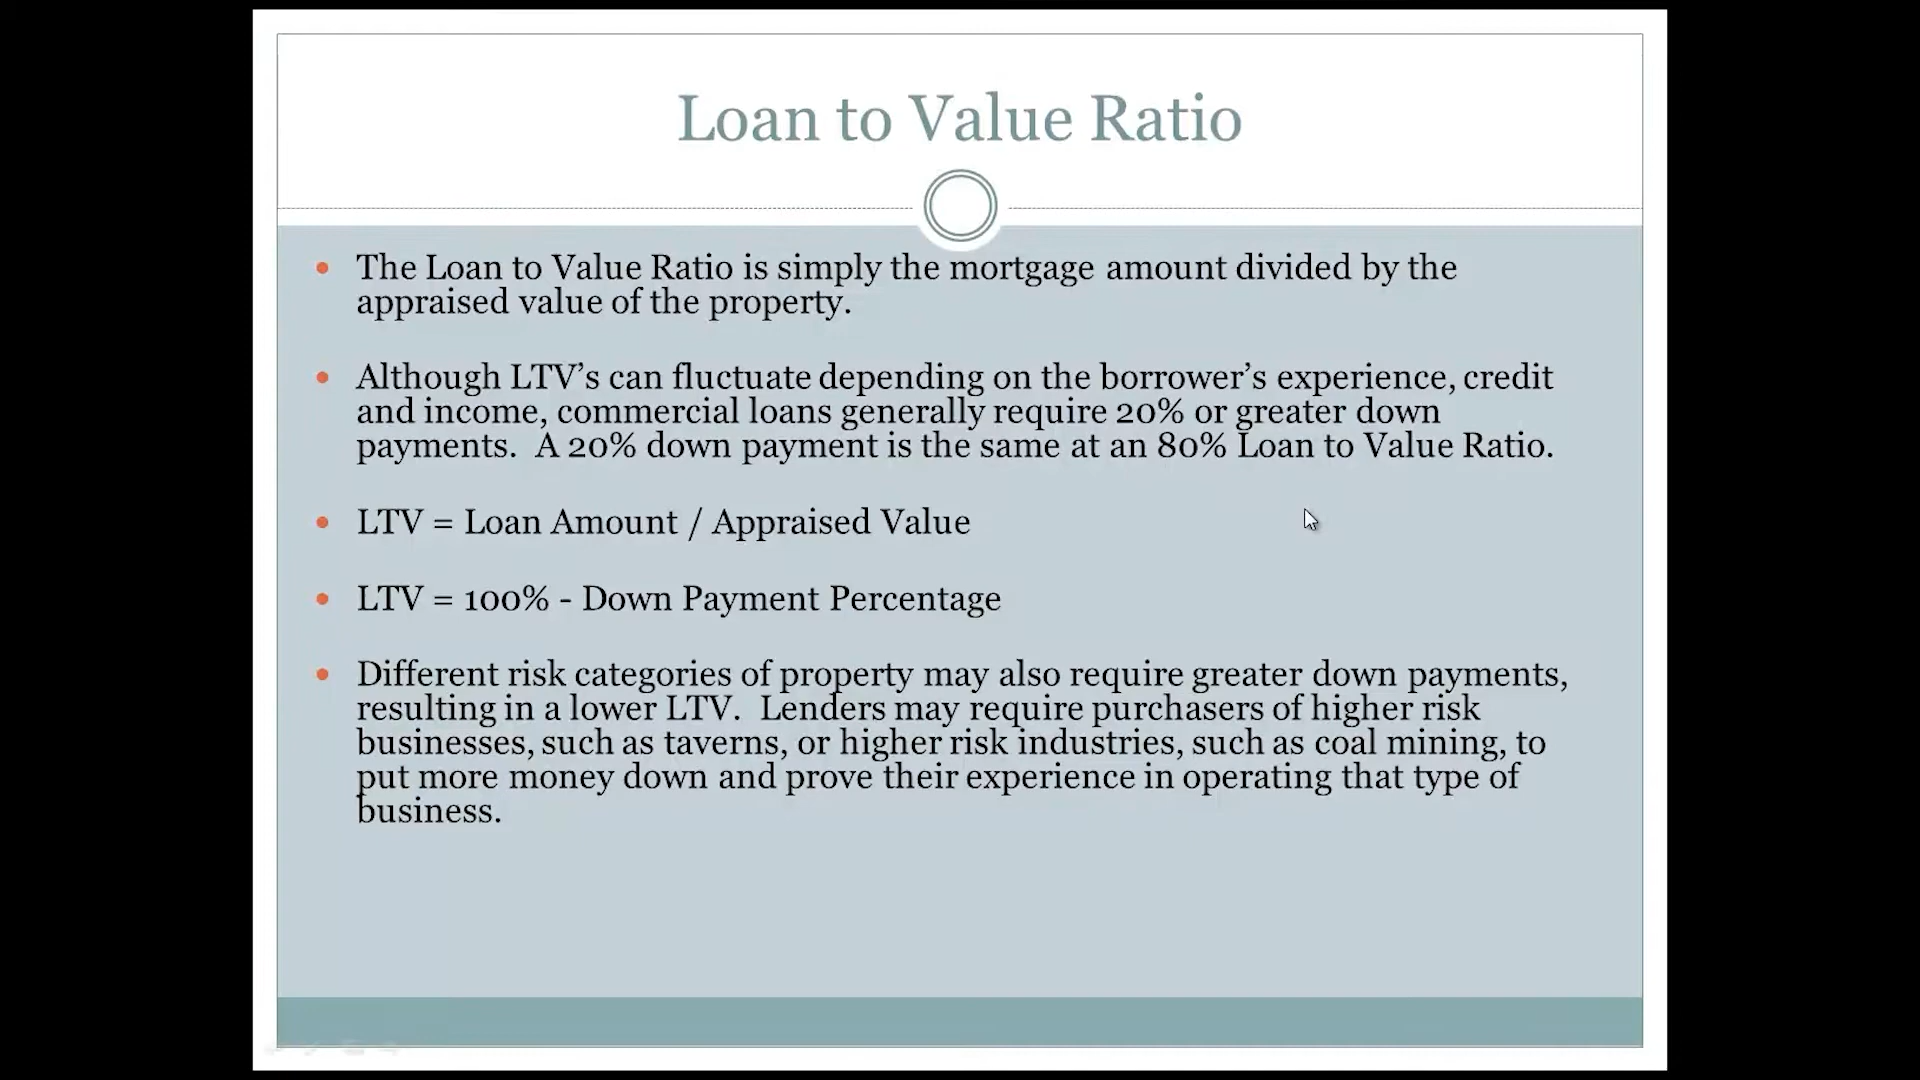 Loan to Value Ratio
The Loan to Value Ratio is simply the mortgage amount divided by the
appraised value of the property.
Although LTV’s can fluctuate depending on the borrower’s experience, credit
and income, commercial loans generally require 20% or greater down
payments.  A 20% down payment is the same at an 80% Loan to Value Ratio.
LTV = Loan Amount / Appraised Value
LTV = 100% - Down Payment Percentage
Different risk categories of property may also require greater down payments,
resulting in a lower LTV.  Lenders may require purchasers of higher risk
businesses, such as taverns, or higher risk industries, such as coal mining, to
put more money down and prove their experience in operating that type of
business.